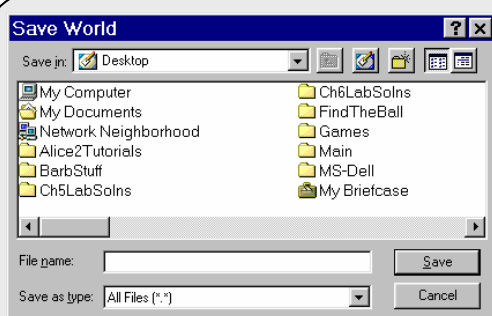 Save World
Save in: Desktop
My Computer
My Documents
Network Neighborhood
Alice2Tutorials
BarbStuff
Ch5LabSolns
Ch6LabSolns
FindTheBall
Games
Main
MS-Dell
My Briefcase
File name:
Save
Save as type: All Files (*.*)
Cancel